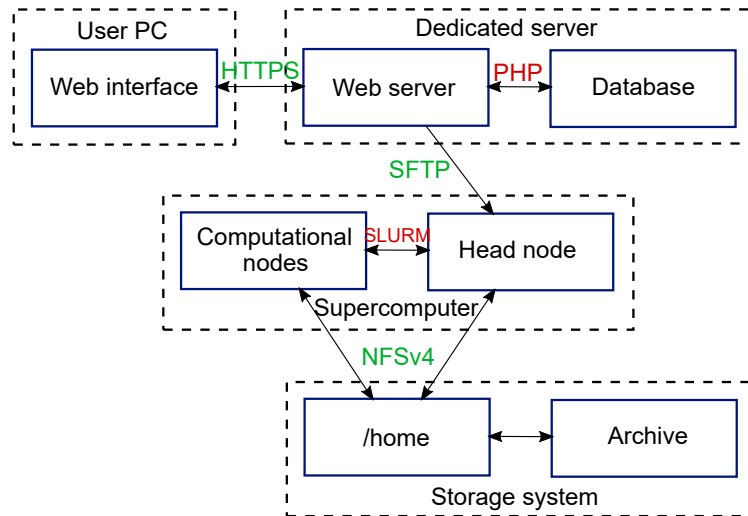 User PC
Dedicated server
Web interface
HTTPS
Web server
PHP
Database
SFTP
Computational
nodes
SLURM
Head node
Supercomputer
NFSv4
/home
Archive
Storage system